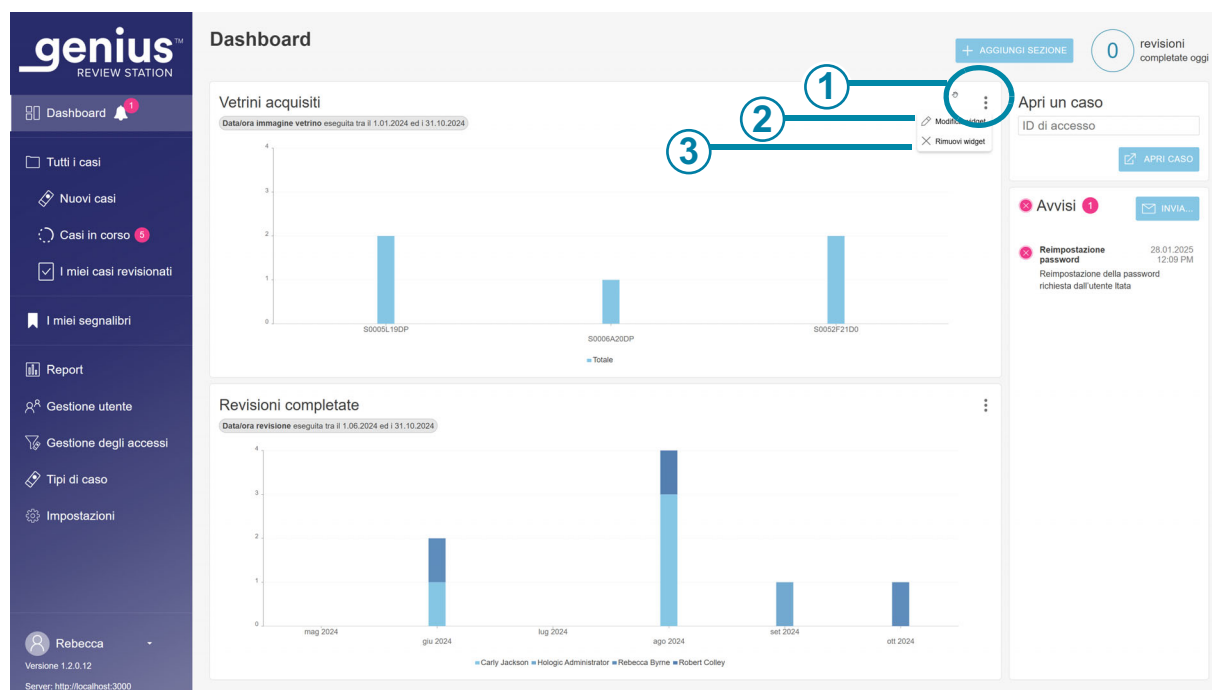 genius™
REVIEW STATION
Dashboard 1
Tutti i casi
Nuovi casi
Casi in corso 5
I miei casi revisionati
I miei segnalibri
Report
Gestione utente
Gestione degli accessi
Tipi di caso
Impostazioni
Rebecca
Versione 1.2.0.12
Server: http://localhost:3000
Dashboard
+ AGGIUNGI SEZIONE
0
revisioni
completate oggi
Vetrini acquisiti
Data/ora immagine vetrino eseguita tra il 1.01.2024 ed i 31.10.2024
1
2
3
Modifica widget
Rimuovi widget
4
3
2
1
0
S0005L19DP
S0006A20DP
S0052F21D0
Totale
Revisioni completate
Data/ora revisione eseguita tra il 1.06.2024 ed i 31.10.2024
4
3
2
1
0
mag 2024
giu 2024
lug 2024
ago 2024
set 2024
ott 2024
Carly Jackson Hologic Administrator Rebecca Byrne Robert Colley
Apri un caso
ID di accesso
APRI CASO
Avvisi 1
INVIA...
Reimpostazione 28.01.2025
password 12:09 PM
Reimpostazione della password
richiesta dall'utente ltata